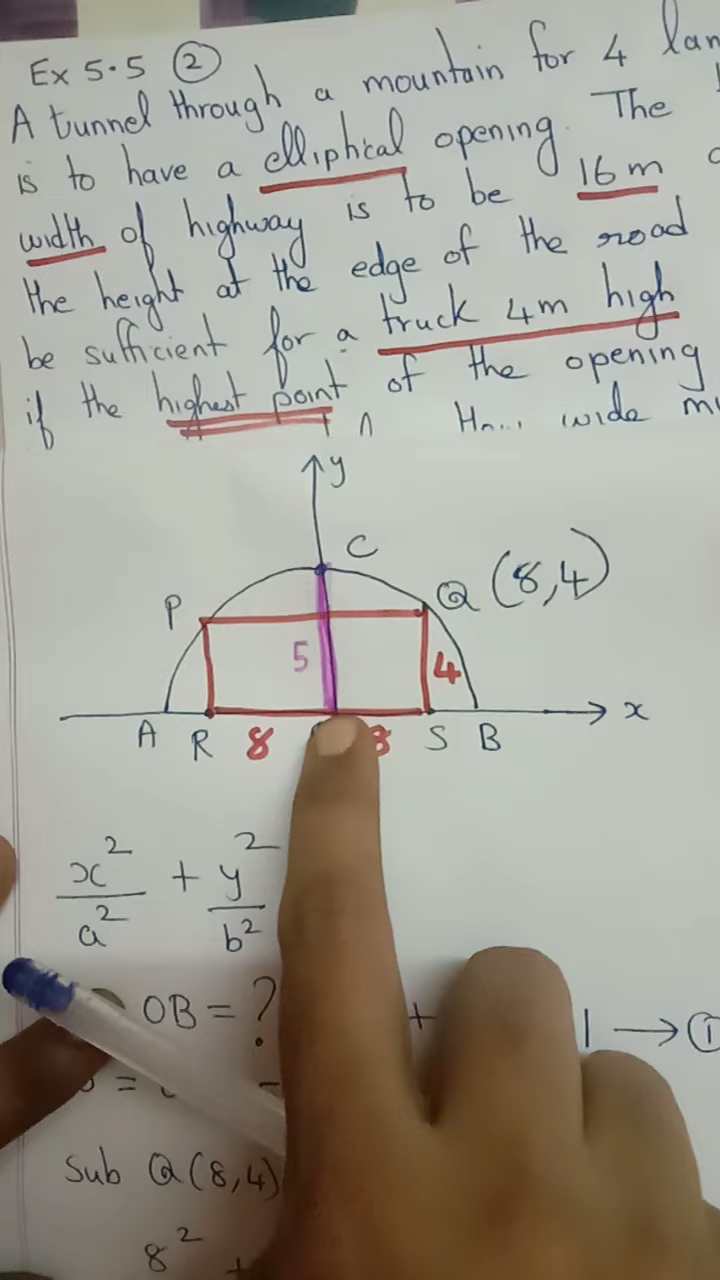 Ex 5.5 ②
A tunnel through a mountain for 4
is to have a elliphcal opening. The
width of highway is to be 16m
the height at the edge of the road
be sufficient for a truck 4m high
if the highest point of the opening
wide
y
C
P
Q (8,4)
5
4
x
A R 8 S B
x² / a² + y² / b²
OB = ? + 1 → ①
=
Sub Q(8,4)
8² +